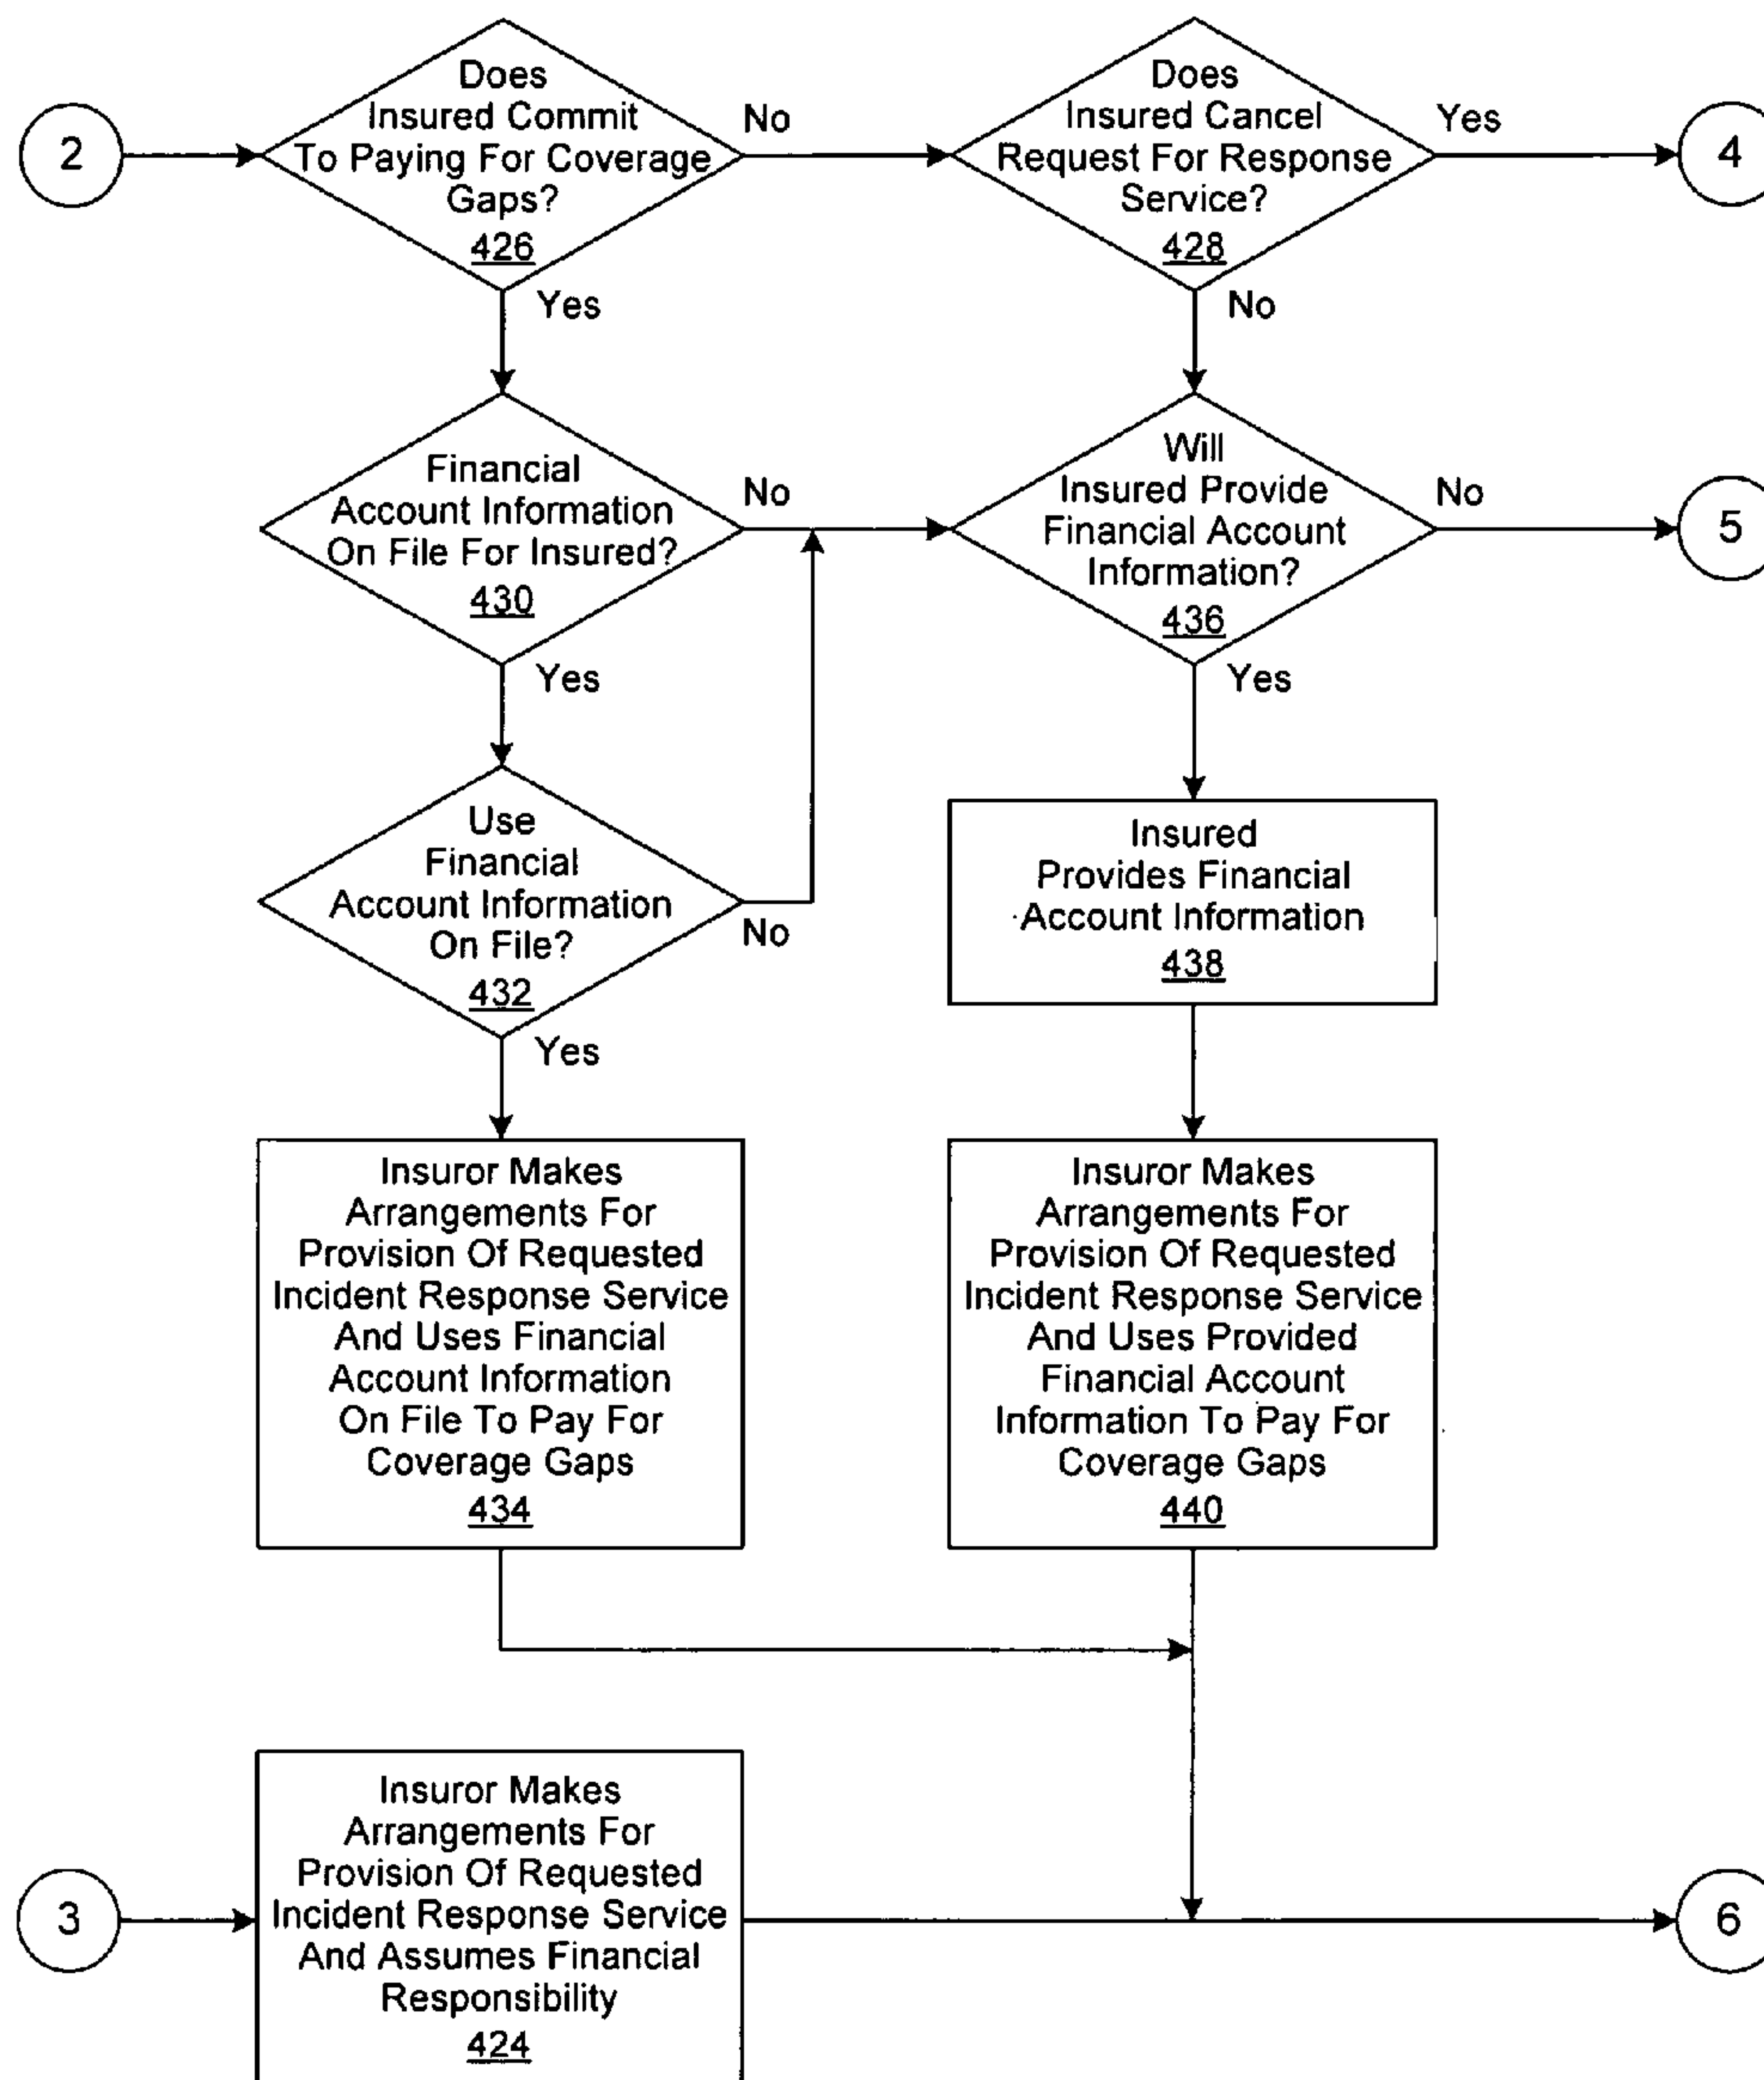 Does
Insured Commit
To Paying For Coverage
Gaps?
426
No
Yes
2
Does
Insured Cancel
Request For Response
Service?
428
Yes
No
4
Financial
Account Information
On File For Insured?
430
No
Yes
Will
Insured Provide
Financial Account
Information?
436
No
Yes
5
Use
Financial
Account Information
On File?
432
No
Yes
Insured
Provides Financial
Account Information
438
Insuror Makes
Arrangements For
Provision Of Requested
Incident Response Service
And Uses Financial
Account Information
On File To Pay For
Coverage Gaps
434
Insuror Makes
Arrangements For
Provision Of Requested
Incident Response Service
And Uses Provided
Financial Account
Information To Pay For
Coverage Gaps
440
3
Insuror Makes
Arrangements For
Provision Of Requested
Incident Response Service
And Assumes Financial
Responsibility
424
6